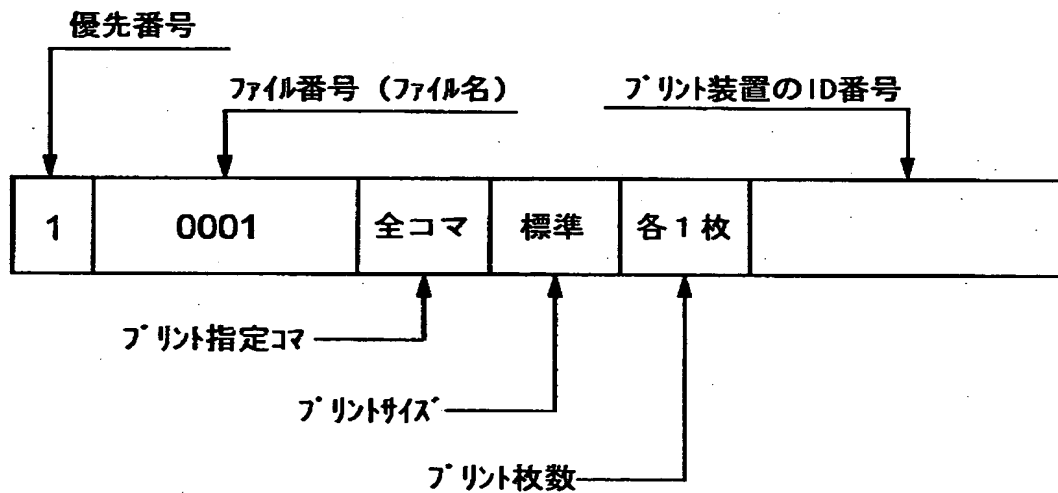 優先番号
ファイル番号（ファイル名） プリント装置のID番号
1 0001 全コマ 標準 各1枚
プリント指定コマ
プリントサイズ
プリント枚数